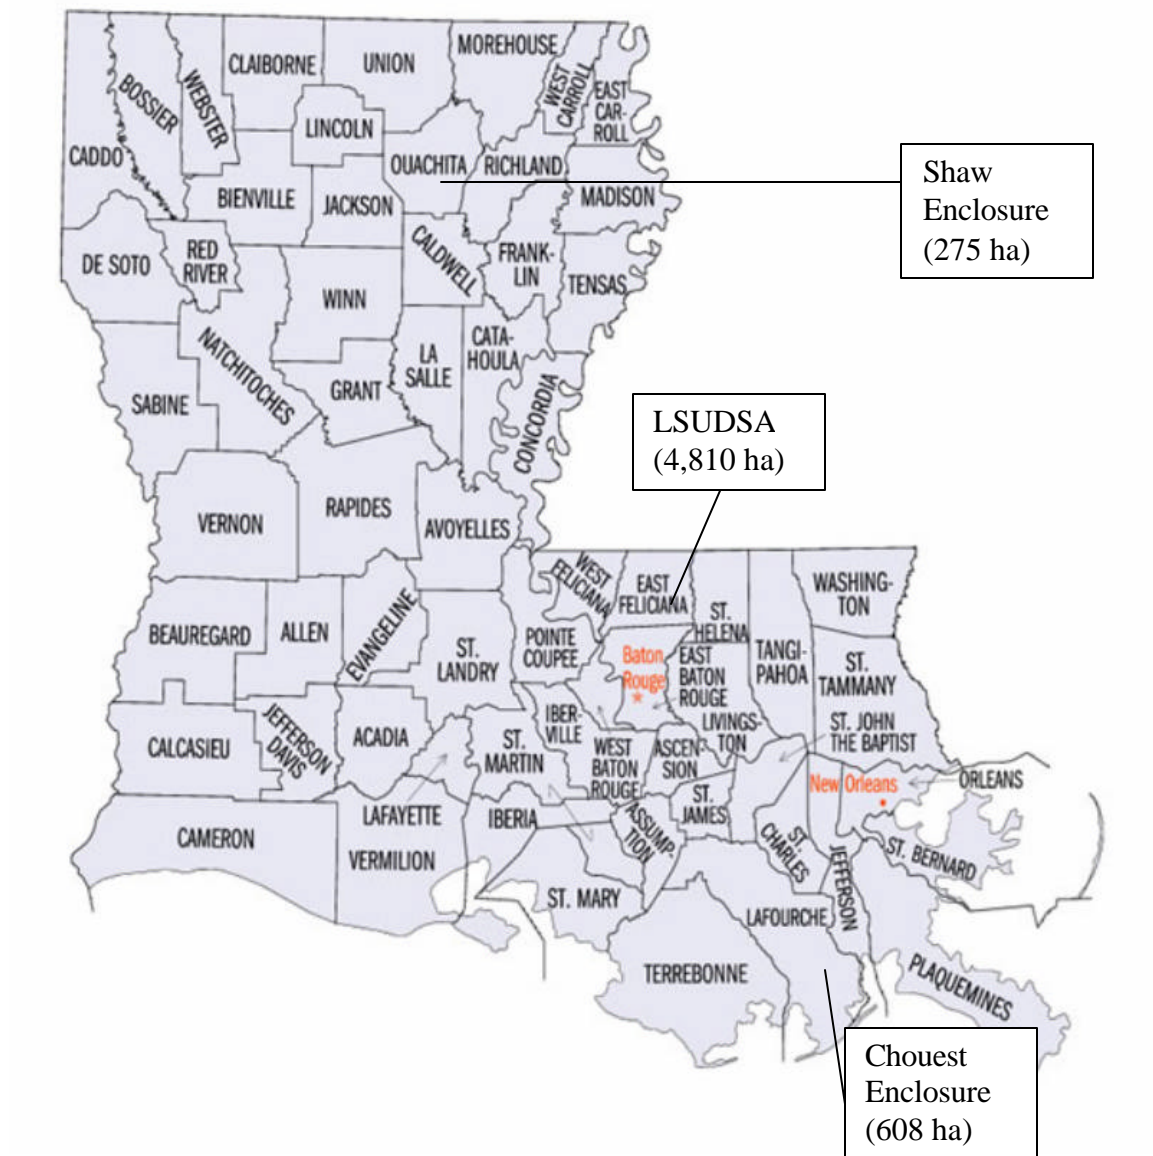 MOREHOUSE
CLAIBORNE
UNION
WEST
CARROLL
EAST
CAR-
ROLL
BOSSIER
WEBSTER
LINCOLN
CADDO
OUACHITA
RICHLAND
MADISON
BIENVILLE
JACKSON
Shaw
Enclosure
(275 ha)
DE SOTO
RED
RIVER
CALDWELL
FRANK-
LIN
TENSAS
WINN
NATCHITOCHES
LA
SALLE
CATA-
HOULA
GRANT
SABINE
CONCORDIA
LSUDSA
(4,810 ha)
VERNON
RAPIDES
AVOYELLES
WEST
FELICIANA
EAST
FELICIANA
ST.
HELENA
WASHING-
TON
BEAUREGARD
ALLEN
EVANGELINE
ST.
LANDRY
POINTE
COUPEE
Baton
Rouge
EAST
BATON
ROUGE
TANGI-
PAHOA
ST.
TAMMANY
CALCASIEU
JEFFERSON
DAVIS
ACADIA
ST.
MARTIN
IBER-
VILLE
WEST
BATON
ROUGE
ASCEN-
SION
LIVINGS-
TON
ST. JOHN
THE BAPTIST
New Orleans
ORLEANS
CAMERON
LAFAYETTE
VERMILION
IBERIA
ASSUMP-
TION
ST.
JAMES
ST.
CHARLES
JEFFERSON
ST. BERNARD
ST. MARY
LAFOURCHE
TERREBONNE
PLAQUEMINES
Chouest
Enclosure
(608 ha)